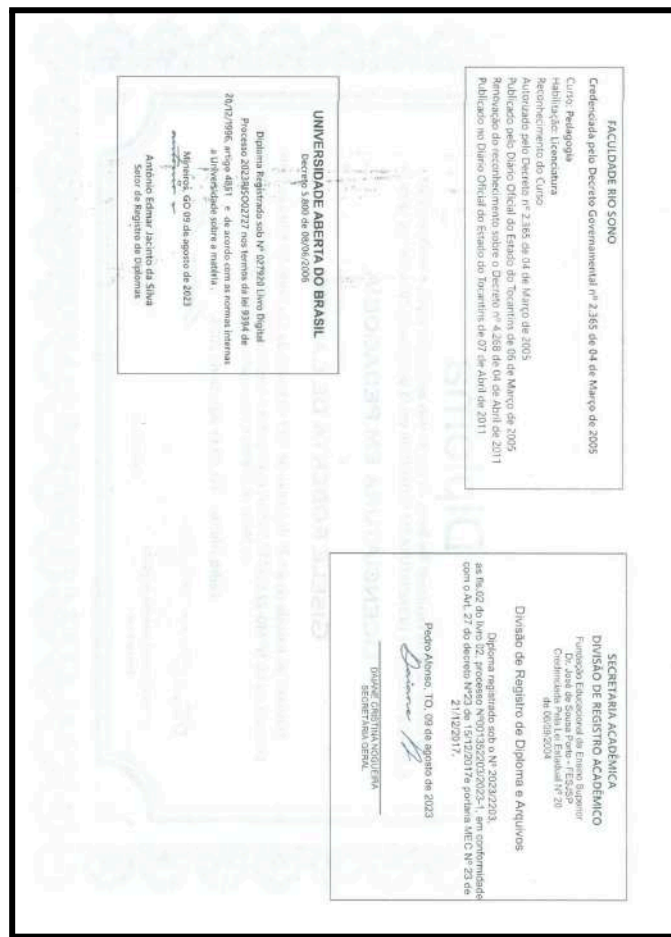 FACULDADE RIO SONO
Credenciada pelo Decreto Governamental nº 2.365 de 04 de Março de 2005
Curso: Pedagogia
Habilitação: Licenciatura
Reconhecimento do Curso
Autorizado pelo Decreto nº 2.365 de 04 de Março de 2005
Publicado pelo Diário Oficial do Estado do Tocantins de 06 de Março de 2005
Renovação do reconhecimento sobre o Decreto nº 4.268 de 04 de Abril de 2011
Publicado no Diário Oficial do Estado do Tocantins de 07 de Abril de 2011
SECRETARIA ACADÊMICA
DIVISÃO DE REGISTRO ACADÊMICO
Fundação Educacional do Ensino Superior
Dr. José de Sousa Porto - FESJSP
Credenciada Pela Lei Estadual Nº 20
de 06/09/2004
Divisão de Registro de Diploma e Arquivos
Diploma registrado sob o Nº 2023/2203,
as fls.02 do livro 02, processo Nº001352203/2023-1, em conformidade
com o Art. 27 do decreto Nº23 de 15/12/2017e portaria MEC Nº 23 de
21/12/2017.
Pedro Afonso, TO, 09 de agosto de 2023
DAIANE CRISTINA NOGUEIRA
SECRETÁRIA GERAL
UNIVERSIDADE ABERTA DO BRASIL
Decreto 5.800 de 08/06/2006
Diploma Registrado sob Nº 027920 Livro Digital
Processo 2023RISO02727 nos termos da lei 9394 de
20/12/1996, artigo 48§1 e de acordo com as normas internas
a Universidade sobre a matéria .
Mineiros, GO 09 de agosto de 2023
Antônio Edimar Jacinto da Silva
Setor de Registro de Diplomas